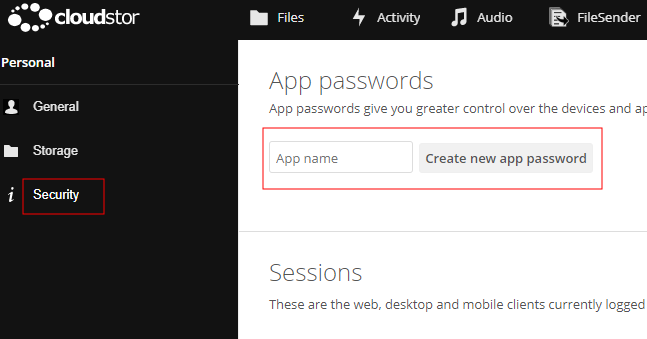 cloudstor
Files
Activity
Audio
FileSender
Personal
General
Storage
Security
App passwords
App passwords give you greater control over the devices and ap
App name
Create new app password
Sessions
These are the web, desktop and mobile clients currently logged